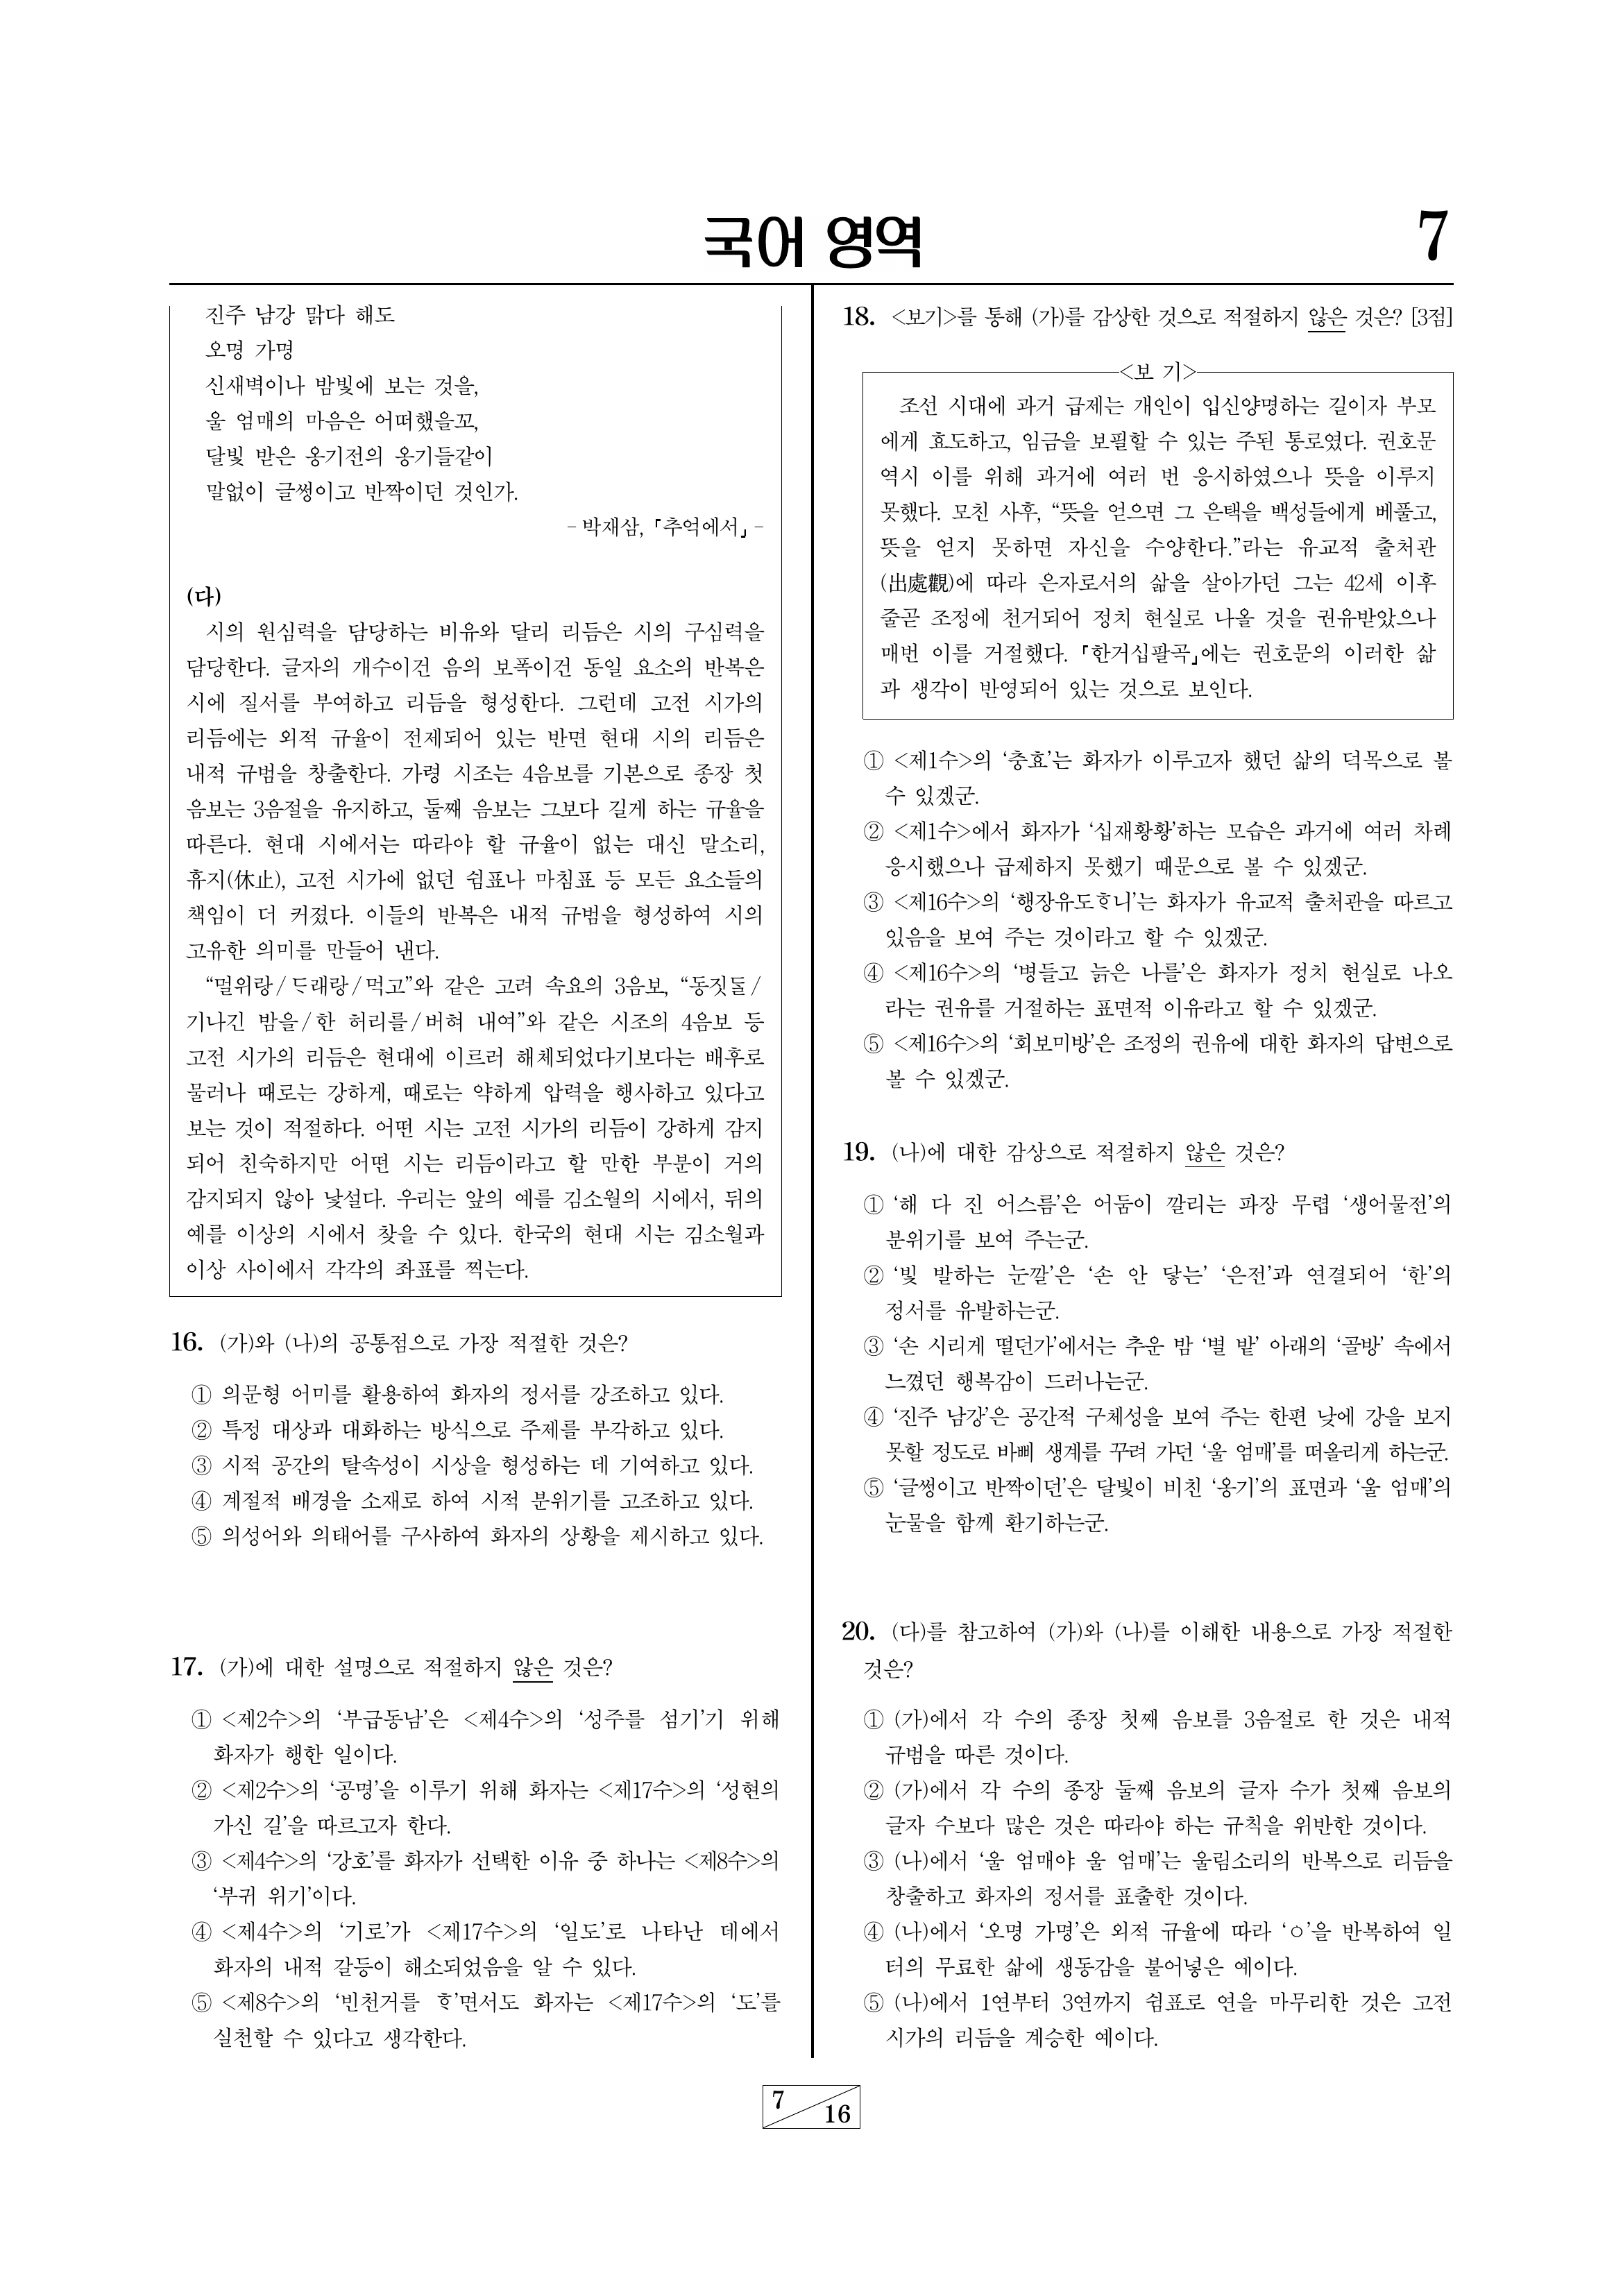 국어 영역
7
진주 남강 맑다 해도
오명 가명
신새벽이나 밤빛에 보는 것을,
울 엄매의 마음은 어떠했을꼬,
달빛 받은 옹기전의 옹기들같이
말없이 글썽이고 반짝이던 것인가.
- 박재삼, 「추억에서」 -
(다)
시의 원심력을 담당하는 비유와 달리 리듬은 시의 구심력을
담당한다. 글자의 개수이건 음의 보폭이건 동일 요소의 반복은
시에 질서를 부여하고 리듬을 형성한다. 그런데 고전 시가의
리듬에는 외적 규율이 전제되어 있는 반면 현대 시의 리듬은
내적 규범을 창출한다. 가령 시조는 4음보를 기본으로 종장 첫
음보는 3음절을 유지하고, 둘째 음보는 그보다 길게 하는 규율을
따른다. 현대 시에서는 따라야 할 규율이 없는 대신 말소리,
휴지(休止), 고전 시가에 없던 쉼표나 마침표 등 모든 요소들의
책임이 더 커졌다. 이들의 반복은 내적 규범을 형성하여 시의
고유한 의미를 만들어 낸다.
“멀위랑/ᄃᆞ래랑/먹고”와 같은 고려 속요의 3음보, “동짓ᄃᆞᆯ/
기나긴 밤을/한 허리를/버혀 내여”와 같은 시조의 4음보 등
고전 시가의 리듬은 현대에 이르러 해체되었다기보다는 배후로
물러나 때로는 강하게, 때로는 약하게 압력을 행사하고 있다고
보는 것이 적절하다. 어떤 시는 고전 시가의 리듬이 강하게 감지
되어 친숙하지만 어떤 시는 리듬이라고 할 만한 부분이 거의
감지되지 않아 낯설다. 우리는 앞의 예를 김소월의 시에서, 뒤의
예를 이상의 시에서 찾을 수 있다. 한국의 현대 시는 김소월과
이상 사이에서 각각의 좌표를 찍는다.
16. (가)와 (나)의 공통점으로 가장 적절한 것은?
① 의문형 어미를 활용하여 화자의 정서를 강조하고 있다.
② 특정 대상과 대화하는 방식으로 주제를 부각하고 있다.
③ 시적 공간의 탈속성이 시상을 형성하는 데 기여하고 있다.
④ 계절적 배경을 소재로 하여 시적 분위기를 고조하고 있다.
⑤ 의성어와 의태어를 구사하여 화자의 상황을 제시하고 있다.
17. (가)에 대한 설명으로 적절하지 않은 것은?
① <제2수>의 ‘부급동남’은 <제4수>의 ‘성주를 섬기’기 위해
화자가 행한 일이다.
② <제2수>의 ‘공명’을 이루기 위해 화자는 <제17수>의 ‘성현의
가신 길’을 따르고자 한다.
③ <제4수>의 ‘강호’를 화자가 선택한 이유 중 하나는 <제8수>의
‘부귀 위기’이다.
④ <제4수>의 ‘기로’가 <제17수>의 ‘일도’로 나타난 데에서
화자의 내적 갈등이 해소되었음을 알 수 있다.
⑤ <제8수>의 ‘빈천거를 ᄒᆞ’면서도 화자는 <제17수>의 ‘도’를
실천할 수 있다고 생각한다.
18. <보기>를 통해 (가)를 감상한 것으로 적절하지 않은 것은? [3점]
<보 기>
조선 시대에 과거 급제는 개인이 입신양명하는 길이자 부모
에게 효도하고, 임금을 보필할 수 있는 주된 통로였다. 권호문
역시 이를 위해 과거에 여러 번 응시하였으나 뜻을 이루지
못했다. 모친 사후, “뜻을 얻으면 그 은택을 백성들에게 베풀고,
뜻을 얻지 못하면 자신을 수양한다.”라는 유교적 출처관
(出處觀)에 따라 은자로서의 삶을 살아가던 그는 42세 이후
줄곧 조정에 천거되어 정치 현실로 나올 것을 권유받았으나
매번 이를 거절했다. 「한거십팔곡」에는 권호문의 이러한 삶
과 생각이 반영되어 있는 것으로 보인다.
① <제1수>의 ‘충효’는 화자가 이루고자 했던 삶의 덕목으로 볼
수 있겠군.
② <제1수>에서 화자가 ‘십재황황’하는 모습은 과거에 여러 차례
응시했으나 급제하지 못했기 때문으로 볼 수 있겠군.
③ <제16수>의 ‘행장유도ᄒᆞ니’는 화자가 유교적 출처관을 따르고
있음을 보여 주는 것이라고 할 수 있겠군.
④ <제16수>의 ‘병들고 늙은 나를’은 화자가 정치 현실로 나오
라는 권유를 거절하는 표면적 이유라고 할 수 있겠군.
⑤ <제16수>의 ‘회보미방’은 조정의 권유에 대한 화자의 답변으로
볼 수 있겠군.
19. (나)에 대한 감상으로 적절하지 않은 것은?
① ‘해 다 진 어스름’은 어둠이 깔리는 파장 무렵 ‘생어물전’의
분위기를 보여 주는군.
② ‘빛 발하는 눈깔’은 ‘손 안 닿는’ ‘은전’과 연결되어 ‘한’의
정서를 유발하는군.
③ ‘손 시리게 떨던가’에서는 추운 밤 ‘별 밭’ 아래의 ‘골방’ 속에서
느꼈던 행복감이 드러나는군.
④ ‘진주 남강’은 공간적 구체성을 보여 주는 한편 낮에 강을 보지
못할 정도로 바삐 생계를 꾸려 가던 ‘울 엄매’를 떠올리게 하는군.
⑤ ‘글썽이고 반짝이던’은 달빛이 비친 ‘옹기’의 표면과 ‘울 엄매’의
눈물을 함께 환기하는군.
20. (다)를 참고하여 (가)와 (나)를 이해한 내용으로 가장 적절한
것은?
① (가)에서 각 수의 종장 첫째 음보를 3음절로 한 것은 내적
규범을 따른 것이다.
② (가)에서 각 수의 종장 둘째 음보의 글자 수가 첫째 음보의
글자 수보다 많은 것은 따라야 하는 규칙을 위반한 것이다.
③ (나)에서 ‘울 엄매야 울 엄매’는 울림소리의 반복으로 리듬을
창출하고 화자의 정서를 표출한 것이다.
④ (나)에서 ‘오명 가명’은 외적 규율에 따라 ‘ㅇ’을 반복하여 일
터의 무료한 삶에 생동감을 불어넣은 예이다.
⑤ (나)에서 1연부터 3연까지 쉼표로 연을 마무리한 것은 고전
시가의 리듬을 계승한 예이다.
7
16